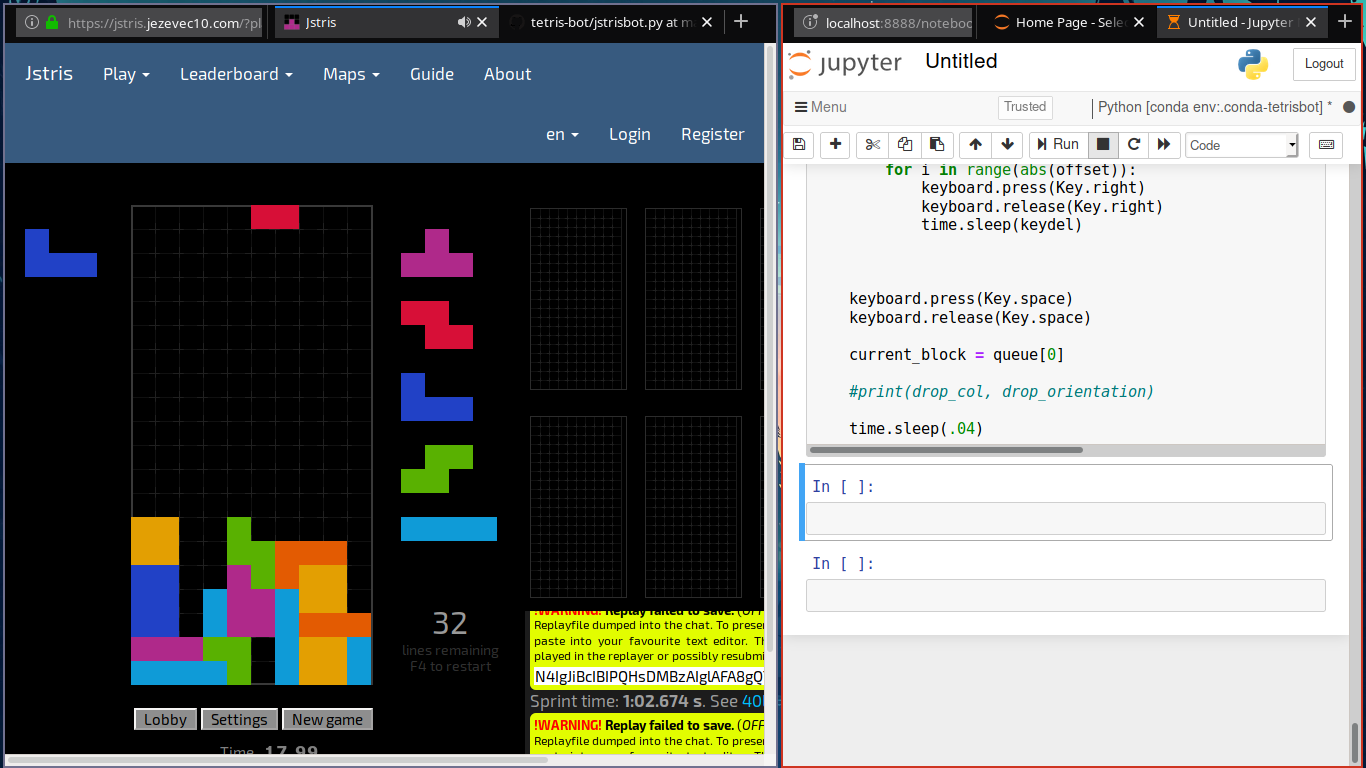 https://jstris.jezevec10.com/?pl
Jstris
tetris-bot/jstrisbot.py at ma
Jstris
Play
Leaderboard
Maps
Guide
About
en
Login
Register
32
lines remaining
F4 to restart
!WARNING! Replay failed to save. (OFF
Replayfile dumped into the chat. To preser
paste into your favourite text editor. Th
played in the replayer or possibly resubmi
N4IgJiBcIBIPQHsDMBzAIglAFA8gQ
Sprint time: 1:02.674 s. See 40
!WARNING! Replay failed to save. (OFF
Replayfile dumped into the chat. To preser
Lobby
Settings
New game
Time 17.99
localhost:8888/noteboo
Home Page - Selec
Untitled - Jupyter
jupyter
Untitled
Logout
Menu
Trusted
Python [conda env:.conda-tetrisbot] *
Run
Code
for i in range(abs(offset)):
keyboard.press(Key.right)
keyboard.release(Key.right)
time.sleep(keydel)
keyboard.press(Key.space)
keyboard.release(Key.space)
current_block = queue[0]
#print(drop_col, drop_orientation)
time.sleep(.04)
In [ ]:
In [ ]: